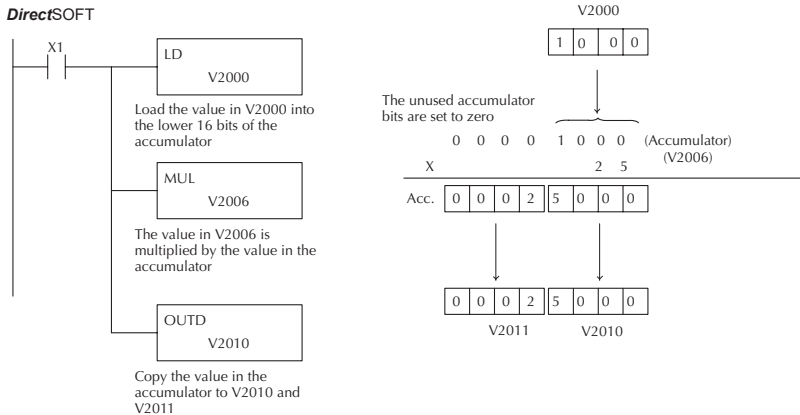 DirectSOFT
X1
LD
V2000
Load the value in V2000 into
the lower 16 bits of the
accumulator
MUL
V2006
The value in V2006 is
multiplied by the value in the
accumulator
OUTD
V2010
Copy the value in the
accumulator to V2010 and
V2011
V2000
1 0 0 0
The unused accumulator
bits are set to zero
0 0 0 0 1 0 0 0 (Accumulator)
(V2006)
X 2 5
Acc. 0 0 0 2 5 0 0 0
0 0 0 2 5 0 0 0
V2011 V2010